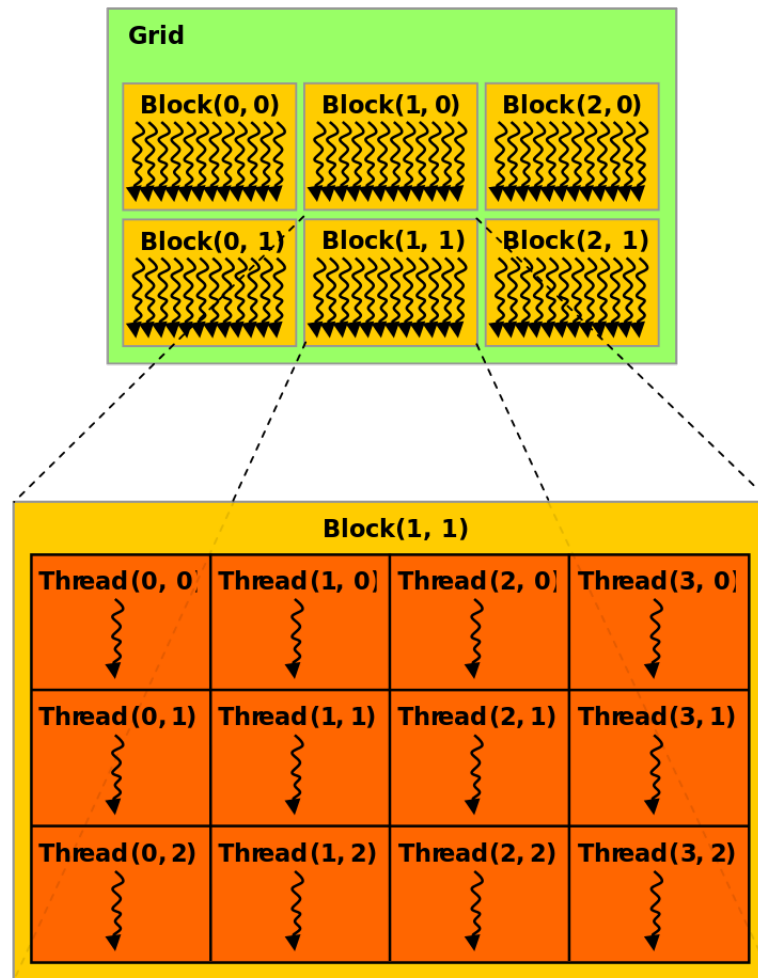 Grid
Block(0, 0) Block(1, 0) Block(2, 0)
Block(0, 1) Block(1, 1) Block(2, 1)
Block(1, 1)
Thread(0, 0) Thread(1, 0) Thread(2, 0) Thread(3, 0)
Thread(0, 1) Thread(1, 1) Thread(2, 1) Thread(3, 1)
Thread(0, 2) Thread(1, 2) Thread(2, 2) Thread(3, 2)